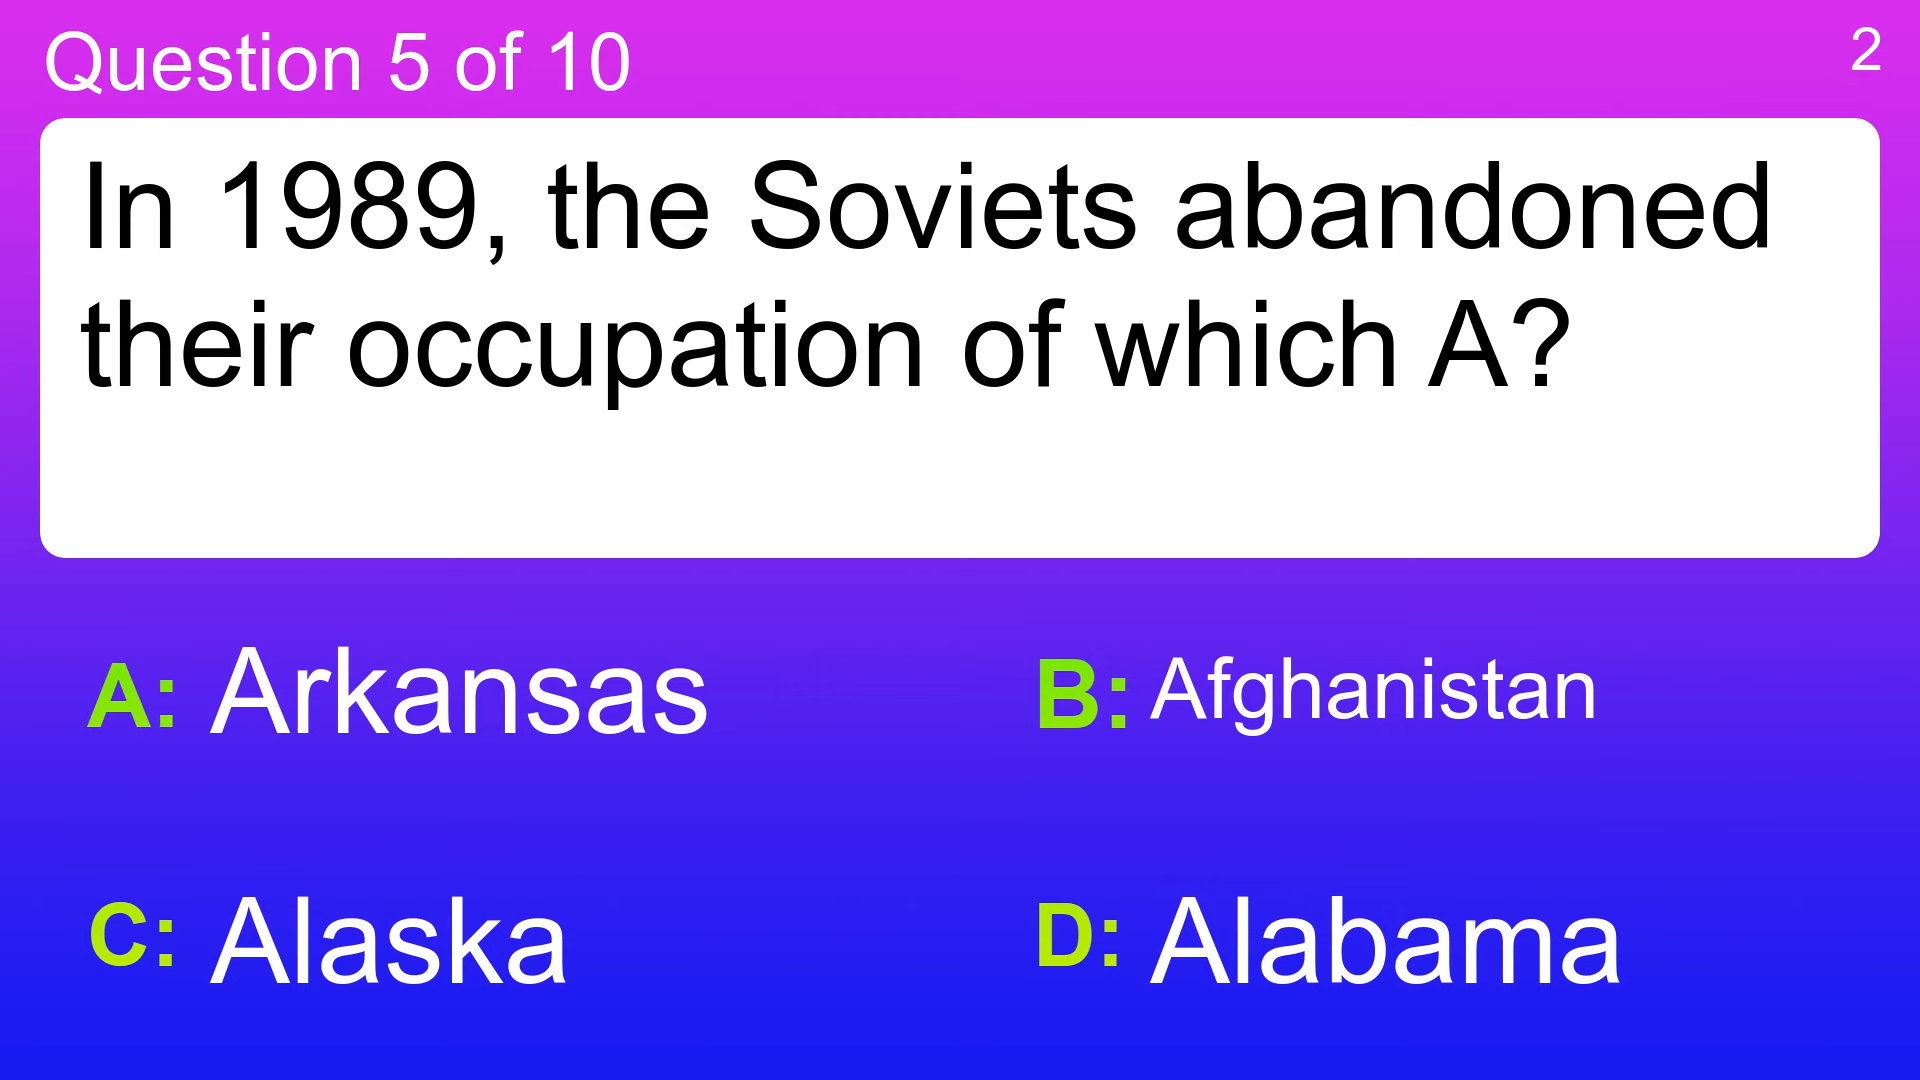 Question 5 of 10
2
In 1989, the Soviets abandoned
their occupation of which A?
A: Arkansas
B: Afghanistan
C: Alaska
D: Alabama